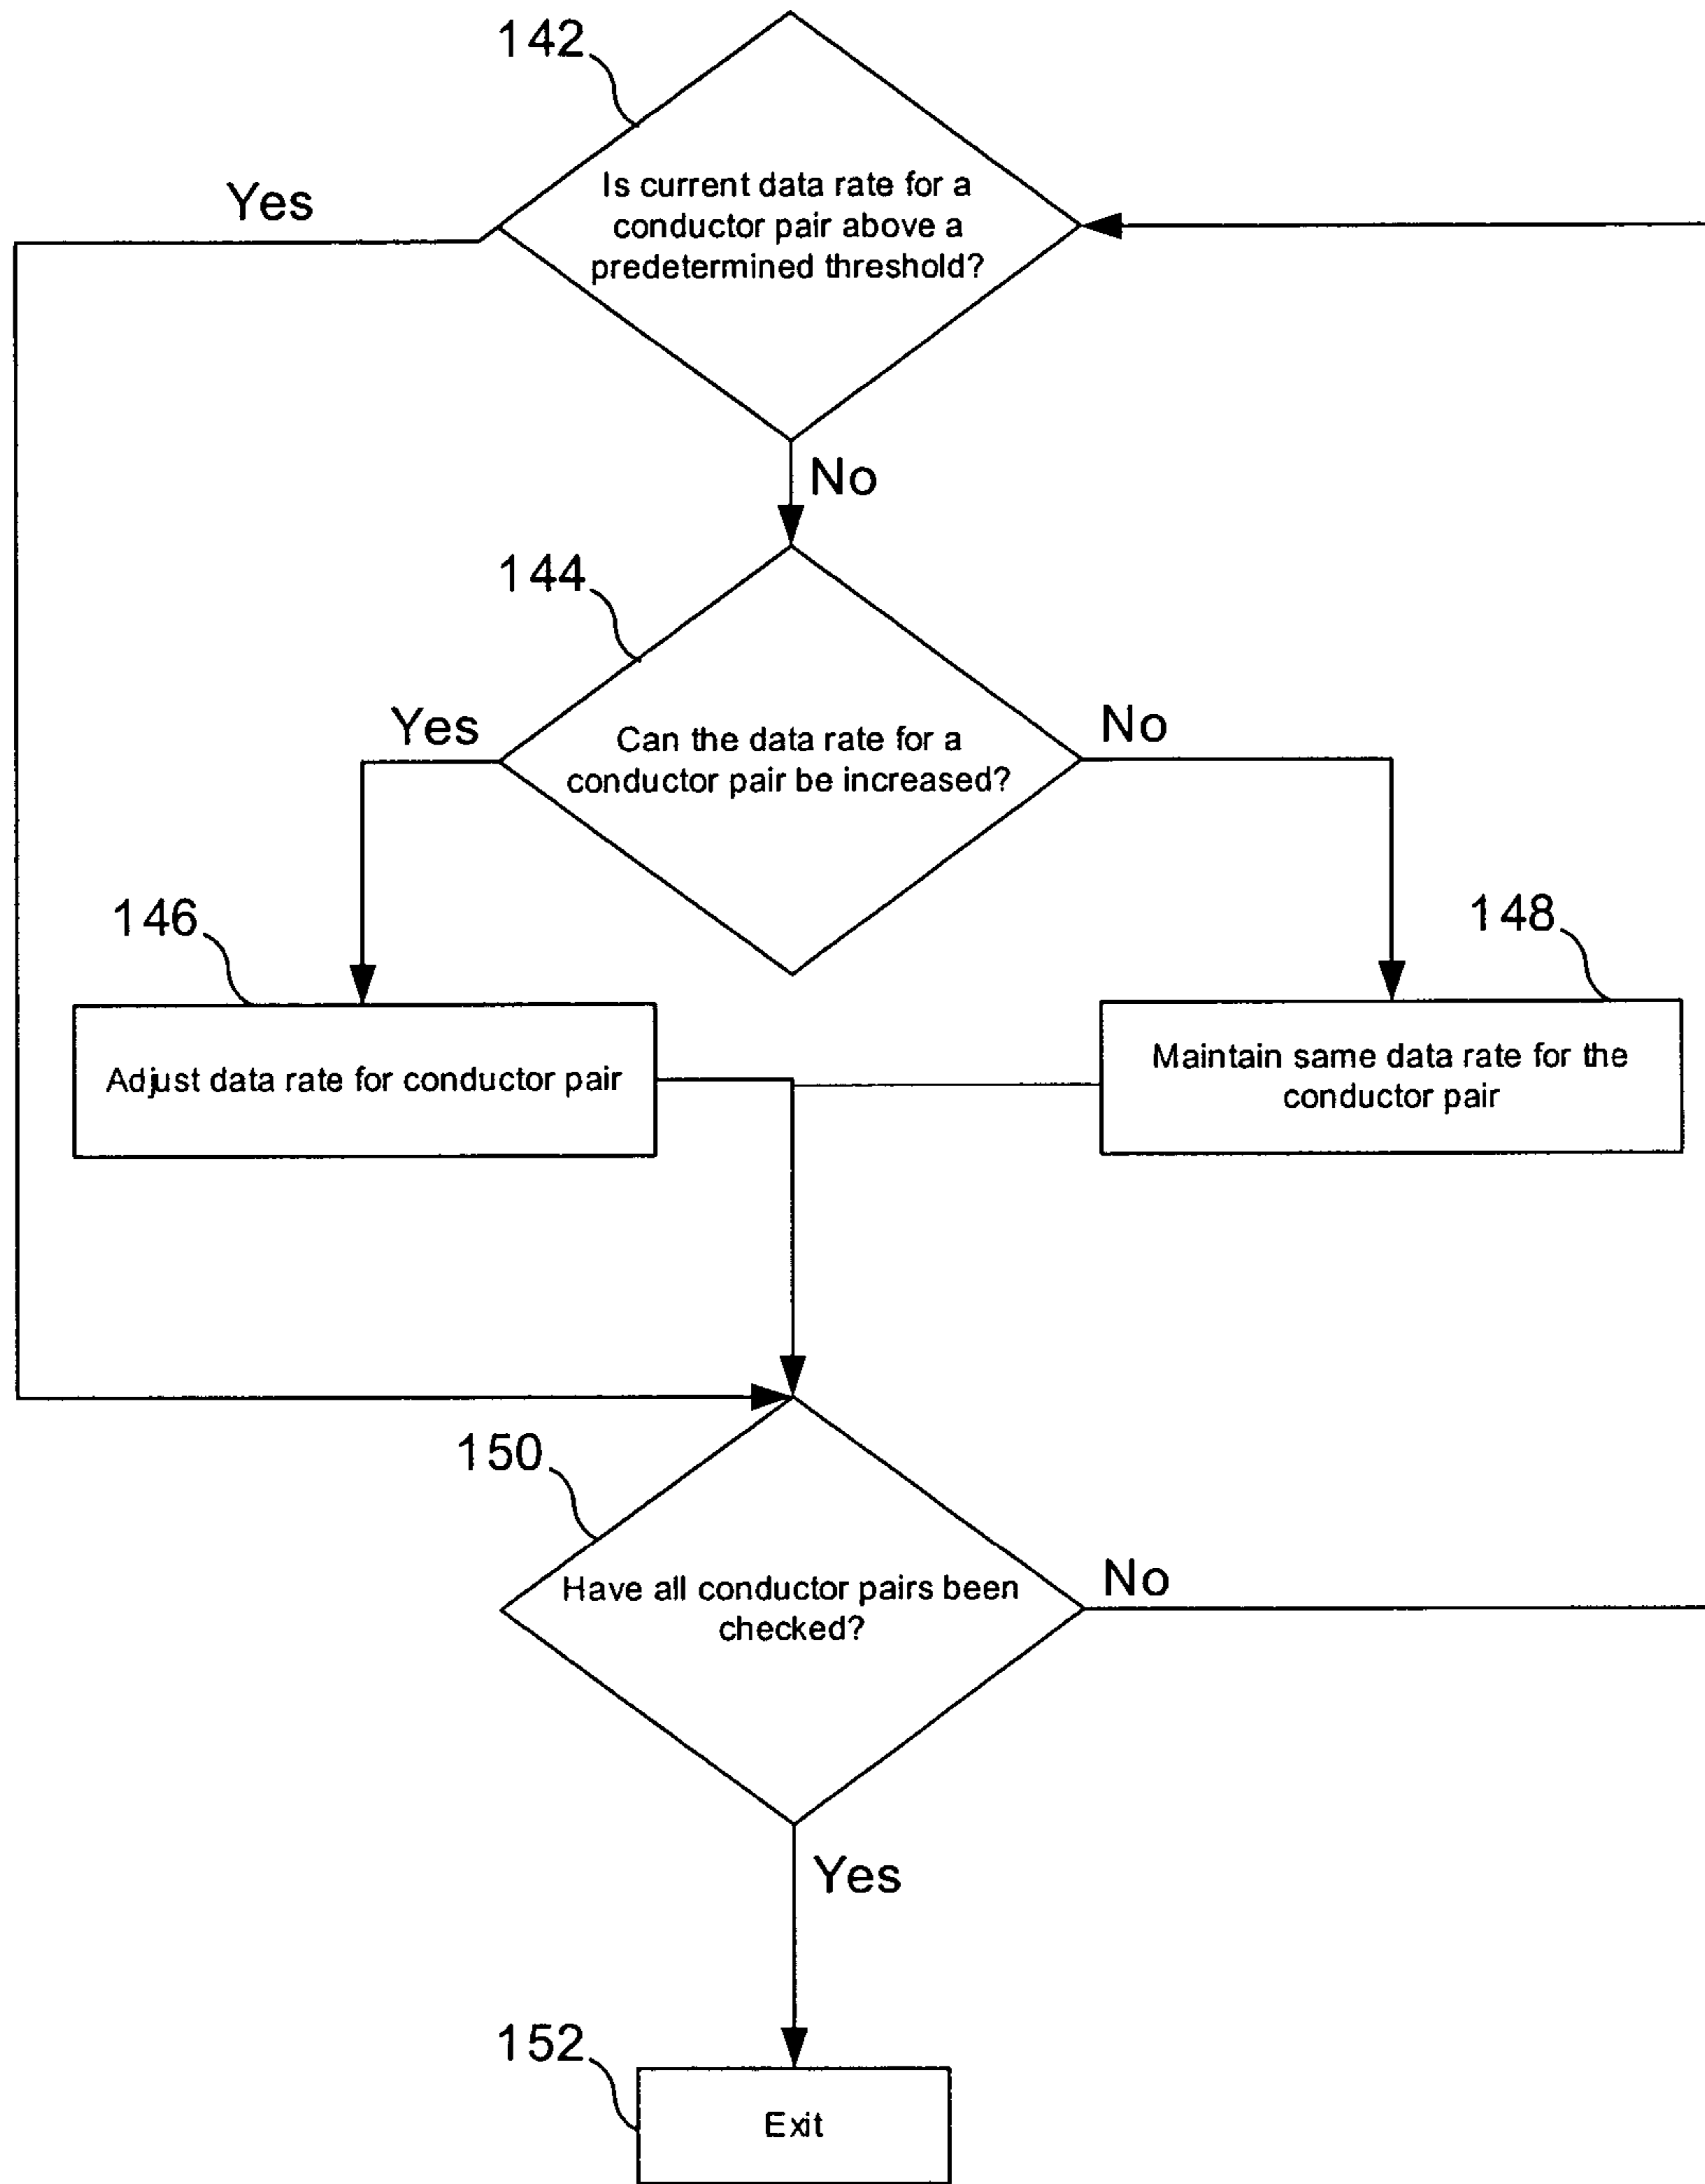 142
Is current data rate for a
conductor pair above a
predetermined threshold?
Yes
No
144
Can the data rate for a
conductor pair be increased?
Yes
No
146
Adjust data rate for conductor pair
148
Maintain same data rate for the
conductor pair
150
Have all conductor pairs been
checked?
No
Yes
152
Exit